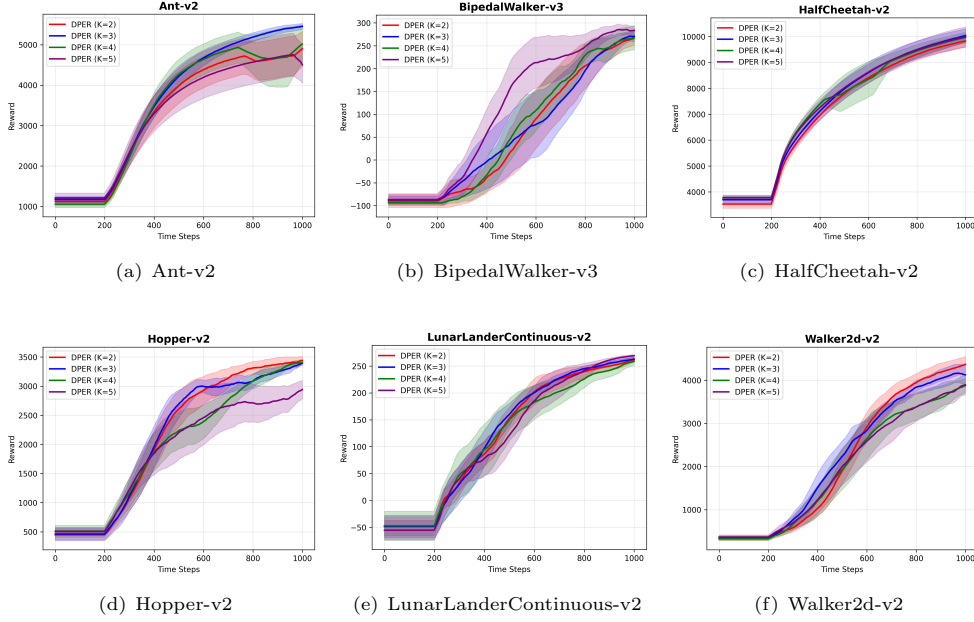 Ant-v2
BipedalWalker-v3
HalfCheetah-v2
DPER (K=2)
DPER (K=3)
DPER (K=4)
DPER (K=5)
Reward
5000
4000
3000
2000
1000
0
200
400
600
800
1000
Time Steps
DPER (K=2)
DPER (K=3)
DPER (K=4)
DPER (K=5)
Reward
300
250
200
150
100
50
0
−50
−100
0
200
400
600
800
1000
Time Steps
DPER (K=2)
DPER (K=3)
DPER (K=4)
DPER (K=5)
Reward
10000
9000
8000
7000
6000
5000
4000
0
200
400
600
800
1000
Time Steps
(a) Ant-v2
(b) BipedalWalker-v3
(c) HalfCheetah-v2
Hopper-v2
LunarLanderContinuous-v2
Walker2d-v2
DPER (K=2)
DPER (K=3)
DPER (K=4)
DPER (K=5)
Reward
3500
3000
2500
2000
1500
1000
500
0
200
400
600
800
1000
Time Steps
DPER (K=2)
DPER (K=3)
DPER (K=4)
DPER (K=5)
Reward
250
200
150
100
50
0
−50
0
200
400
600
800
1000
Time Steps
DPER (K=2)
DPER (K=3)
DPER (K=4)
DPER (K=5)
Reward
4000
3000
2000
1000
0
200
400
600
800
1000
Time Steps
(d) Hopper-v2
(e) LunarLanderContinuous-v2
(f) Walker2d-v2